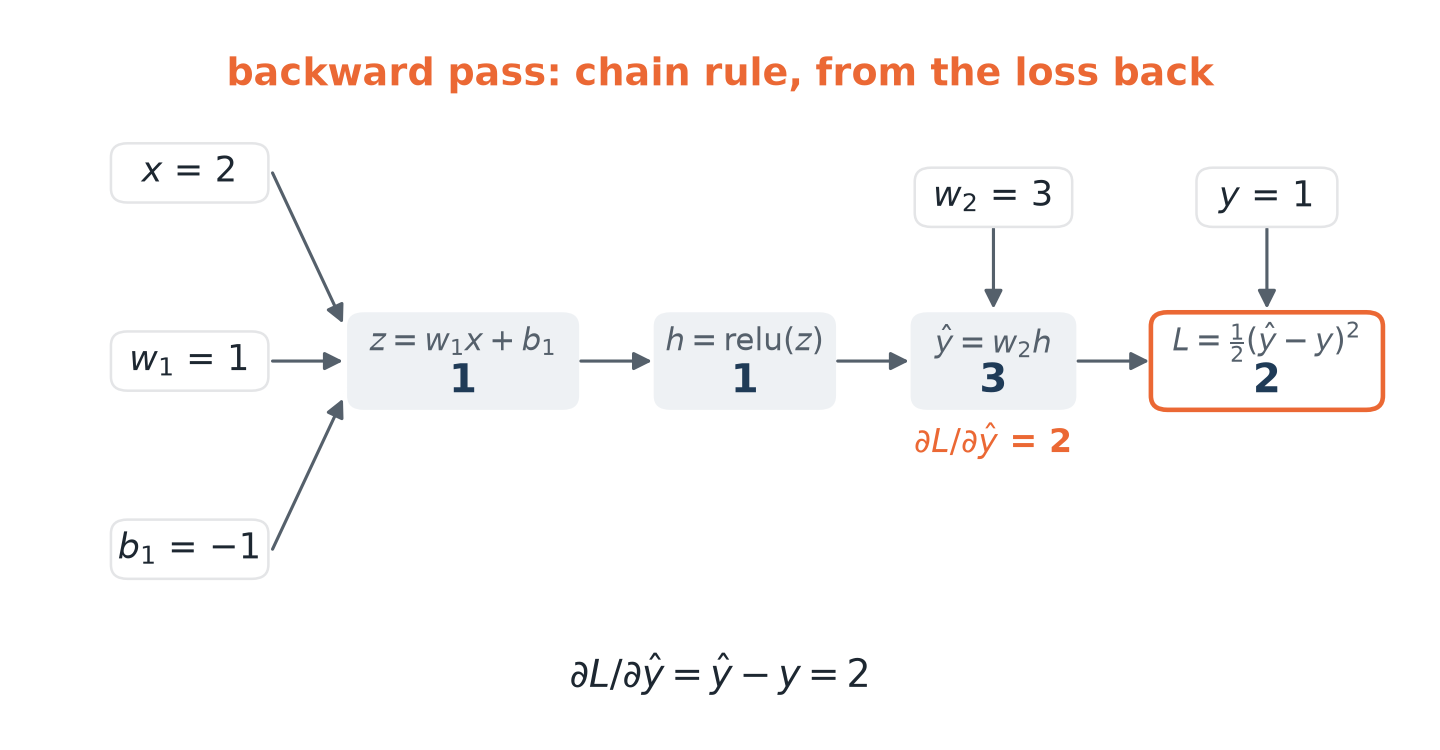 backward pass: chain rule, from the loss back
x = 2
w₂ = 3
y = 1
w₁ = 1
z = w₁x + b₁
1
h = relu(z)
1
ŷ = w₂h
3
L = ½(ŷ − y)²
2
∂L/∂ŷ = 2
b₁ = −1
∂L/∂ŷ = ŷ − y = 2